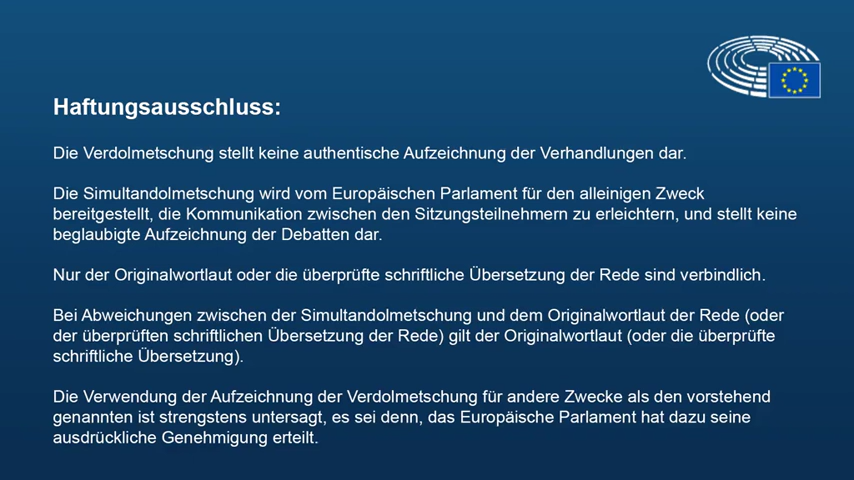 Haftungsausschluss:
Die Verdolmetschung stellt keine authentische Aufzeichnung der Verhandlungen dar.
Die Simultandolmetschung wird vom Europäischen Parlament für den alleinigen Zweck
bereitgestellt, die Kommunikation zwischen den Sitzungsteilnehmern zu erleichtern, und stellt keine
beglaubigte Aufzeichnung der Debatten dar.
Nur der Originalwortlaut oder die überprüfte schriftliche Übersetzung der Rede sind verbindlich.
Bei Abweichungen zwischen der Simultandolmetschung und dem Originalwortlaut der Rede (oder
der überprüften schriftlichen Übersetzung der Rede) gilt der Originalwortlaut (oder die überprüfte
schriftliche Übersetzung).
Die Verwendung der Aufzeichnung der Verdolmetschung für andere Zwecke als den vorstehend
genannten ist strengstens untersagt, es sei denn, das Europäische Parlament hat dazu seine
ausdrückliche Genehmigung erteilt.